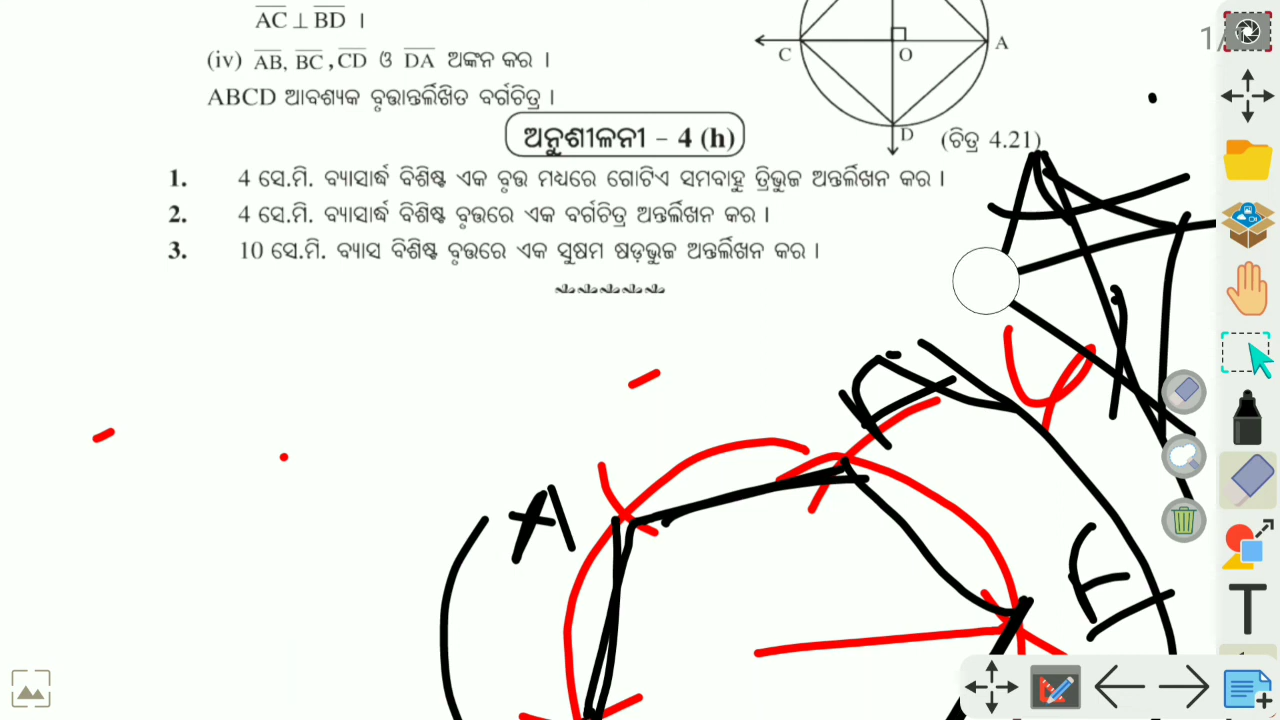 AC ⊥ BD ।
(iv) AB, BC, CD ଓ DA ଅଙ୍କନ କର ।
ABCD ଆବଶ୍ୟକ ବୃତ୍ତାନ୍ତର୍ଲିଖିତ ବର୍ଗଚିତ୍ର ।
C O A
D (ଚିତ୍ର 4.21)
ଅନୁଶୀଳନୀ - 4 (h)
1. 4 ସେ.ମି. ବ୍ୟାସାର୍ଦ୍ଧ ବିଶିଷ୍ଟ ଏକ ବୃତ୍ତ ମଧ୍ୟରେ ଗୋଟିଏ ସମବାହୁ ତ୍ରିଭୁଜ ଅନ୍ତର୍ଲିଖନ କର ।
2. 4 ସେ.ମି. ବ୍ୟାସାର୍ଦ୍ଧ ବିଶିଷ୍ଟ ବୃତ୍ତରେ ଏକ ବର୍ଗଚିତ୍ର ଅନ୍ତର୍ଲିଖନ କର ।
3. 10 ସେ.ମି. ବ୍ୟାସ ବିଶିଷ୍ଟ ବୃତ୍ତରେ ଏକ ସୁଷମ ଷଡ଼ଭୁଜ ଅନ୍ତର୍ଲିଖନ କର ।
A